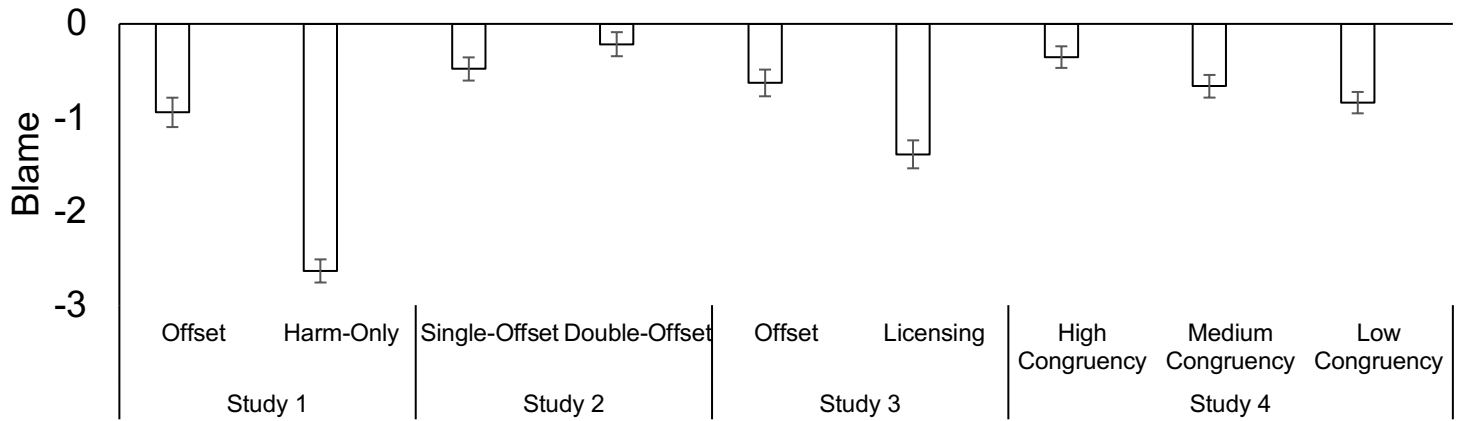 0
-1
-2
-3
Blame
Offset Harm-Only Single-Offset Double-Offset Offset Licensing High Congruency Medium Congruency Low Congruency
Study 1 Study 2 Study 3 Study 4